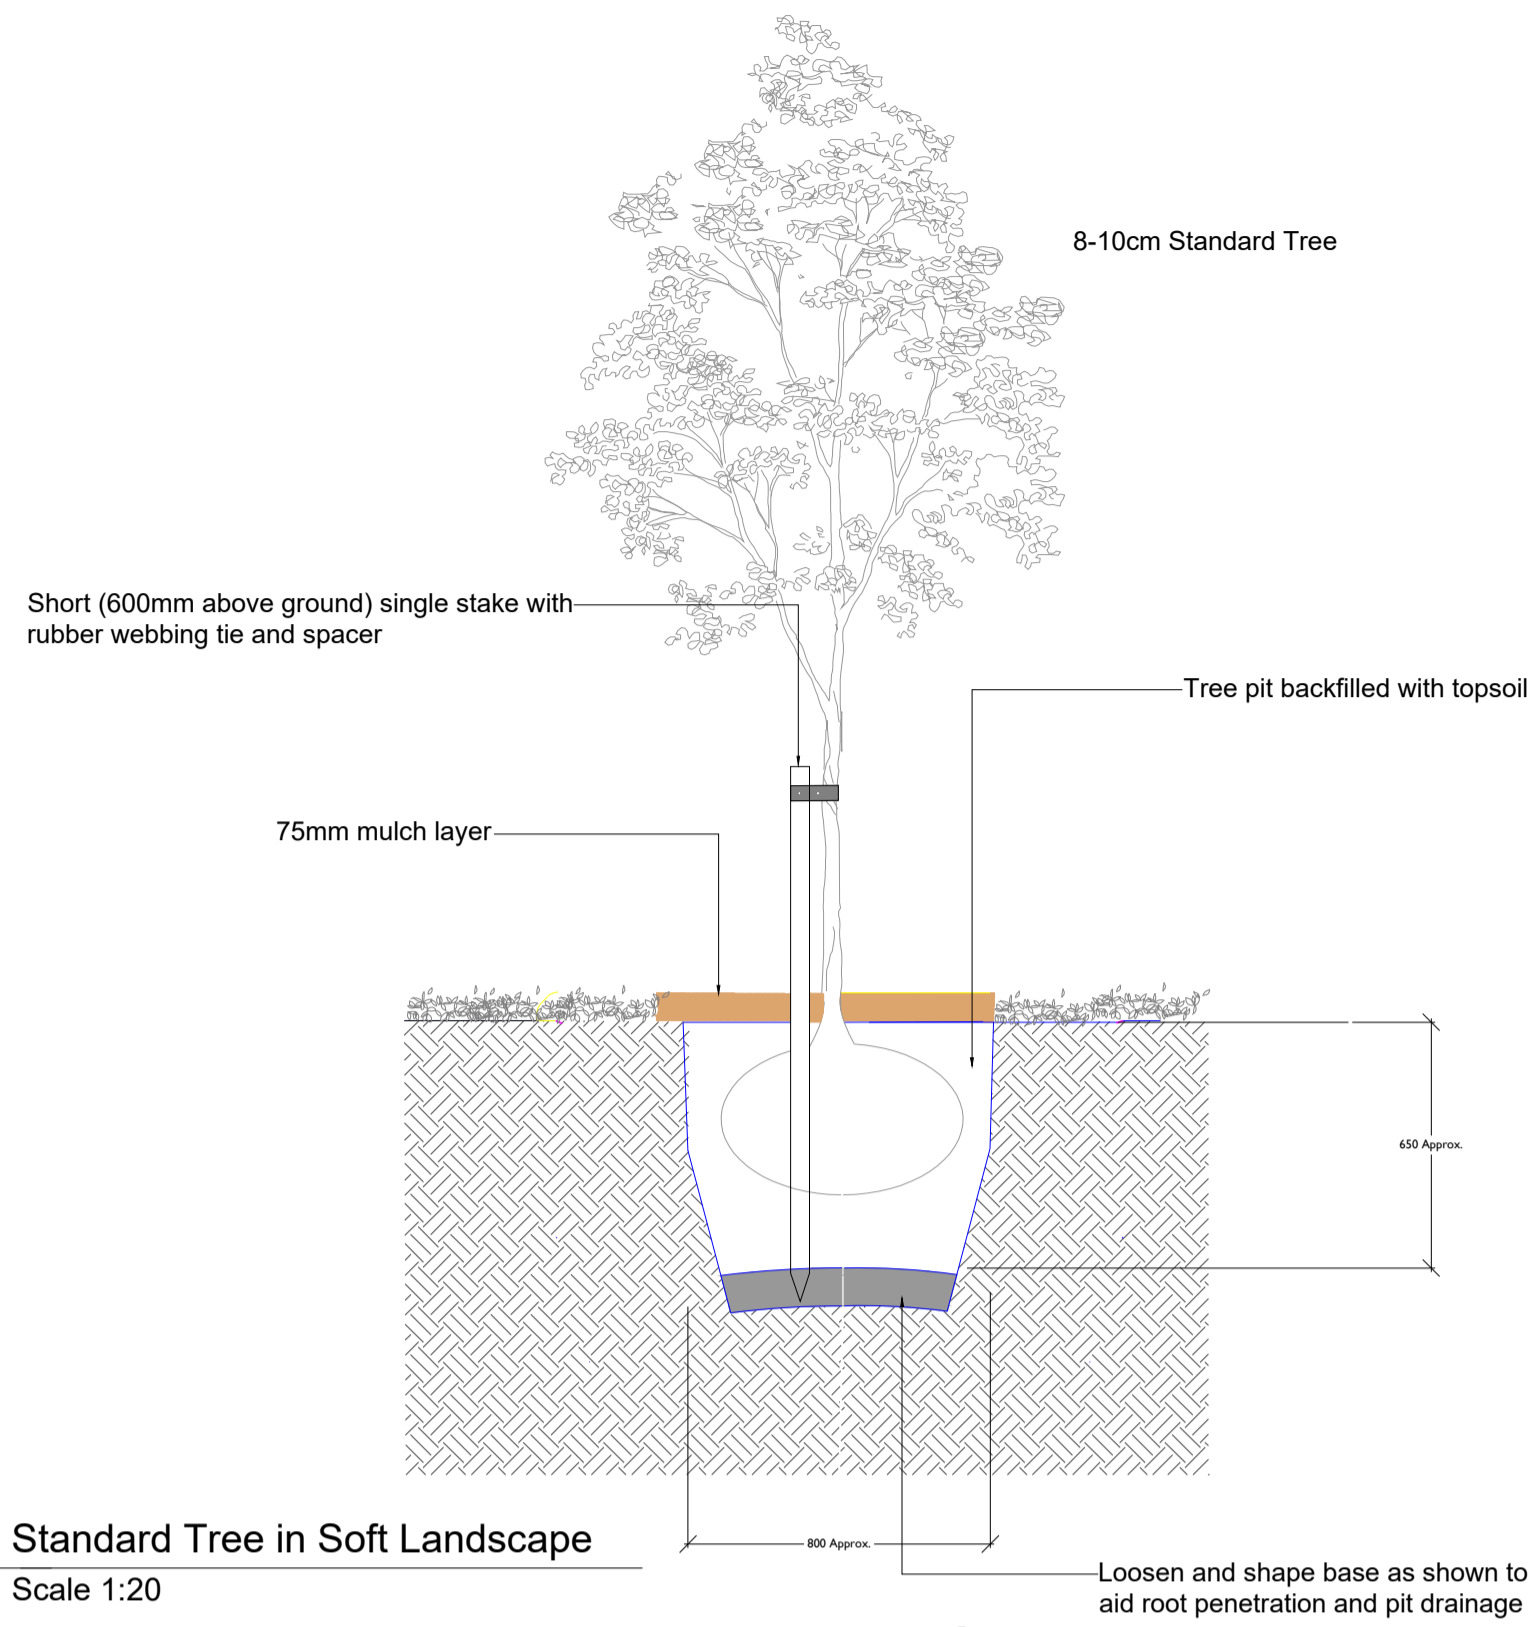 8-10cm Standard Tree
Short (600mm above ground) single stake with
rubber webbing tie and spacer
Tree pit backfilled with topsoil
75mm mulch layer
650 Approx.
800 Approx.
Standard Tree in Soft Landscape
Scale 1:20
Loosen and shape base as shown to
aid root penetration and pit drainage